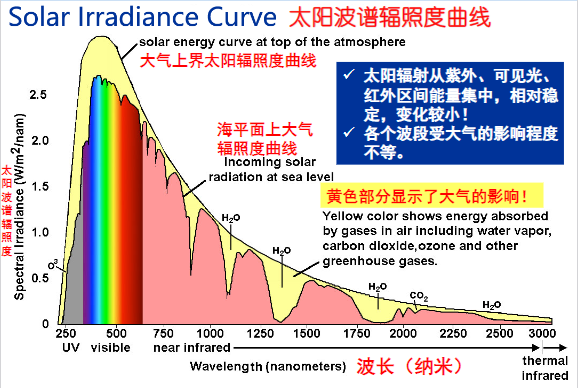 Solar Irradiance Curve 太阳波谱辐照度曲线
solar energy curve at top of the atmosphere
大气上界太阳辐照度曲线
✓ 太阳辐射从紫外、可见光、
红外区间能量集中，相对稳
定，变化较小！
✓ 各个波段受大气的影响程度
不等。
海平面上大气
辐照度曲线
Incoming solar
radiation at sea level
黄色部分显示了大气的影响！
Yellow color shows energy absorbed
by gases in air including water vapor,
carbon dioxide,ozone and other
greenhouse gases.
太阳波谱辐照度
Spectral Irradiance (W/m²/nam)
2.5
2.0
1.5
1.0
0.5
0
O³
H₂O
H₂O
H₂O
CO₂
H₂O
250 500 750 1000 1250 1500 1750 2000 2250 2500 3000
UV visible near infrared thermal
infrared
Wavelength (nanometers) 波长（纳米）